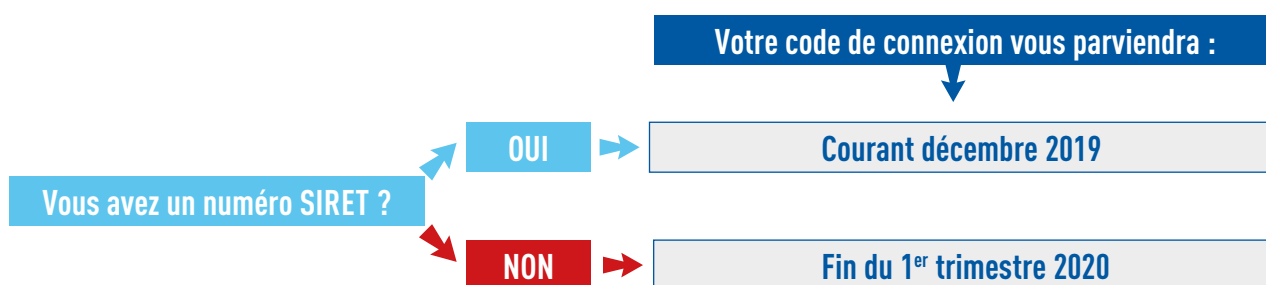 Votre code de connexion vous parviendra :
OUI
Courant décembre 2019
Vous avez un numéro SIRET ?
NON
Fin du 1er trimestre 2020